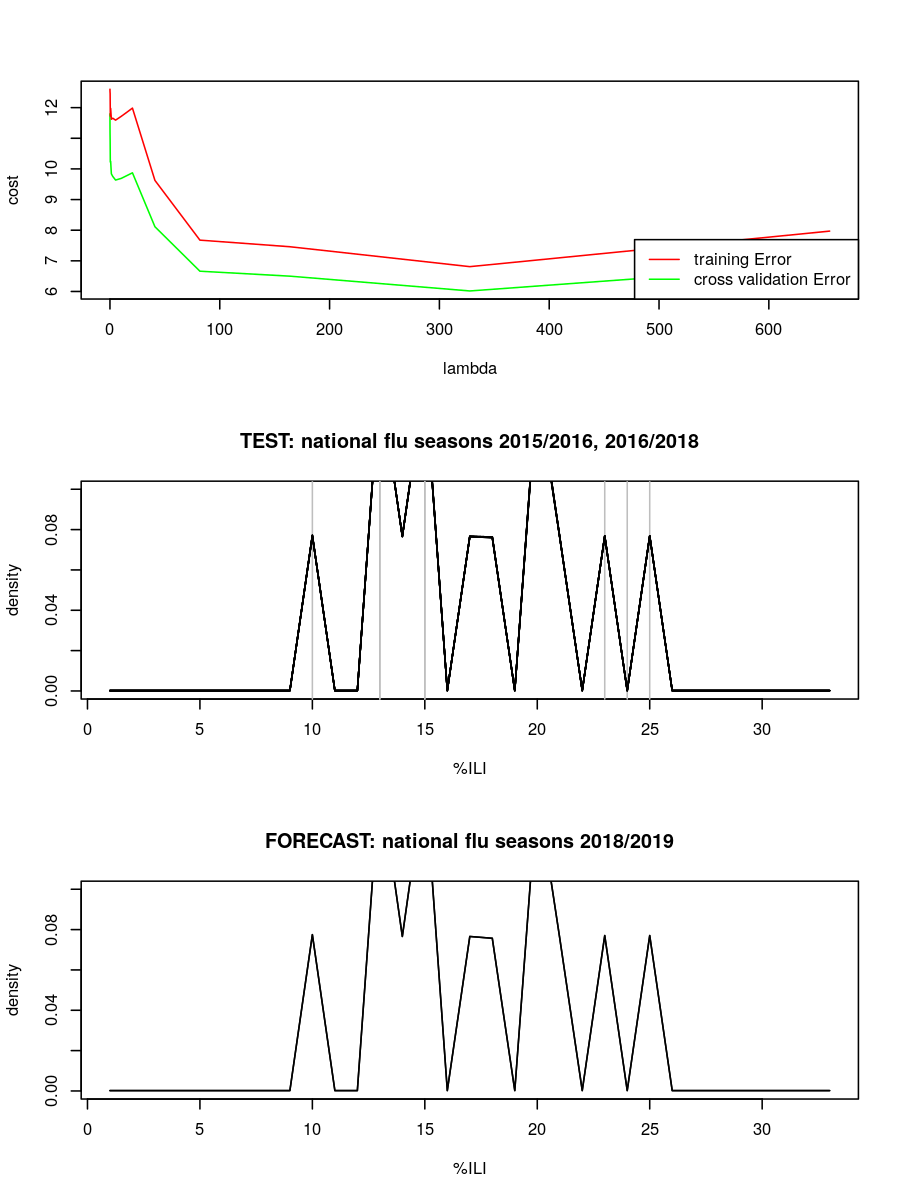 12
10
9
8
7
6
cost
training Error
cross validation Error
0 100 200 300 400 500 600
lambda
TEST: national flu seasons 2015/2016, 2016/2018
0.08
0.04
0.00
density
0 5 10 15 20 25 30
%ILI
FORECAST: national flu seasons 2018/2019
0.08
0.04
0.00
density
0 5 10 15 20 25 30
%ILI